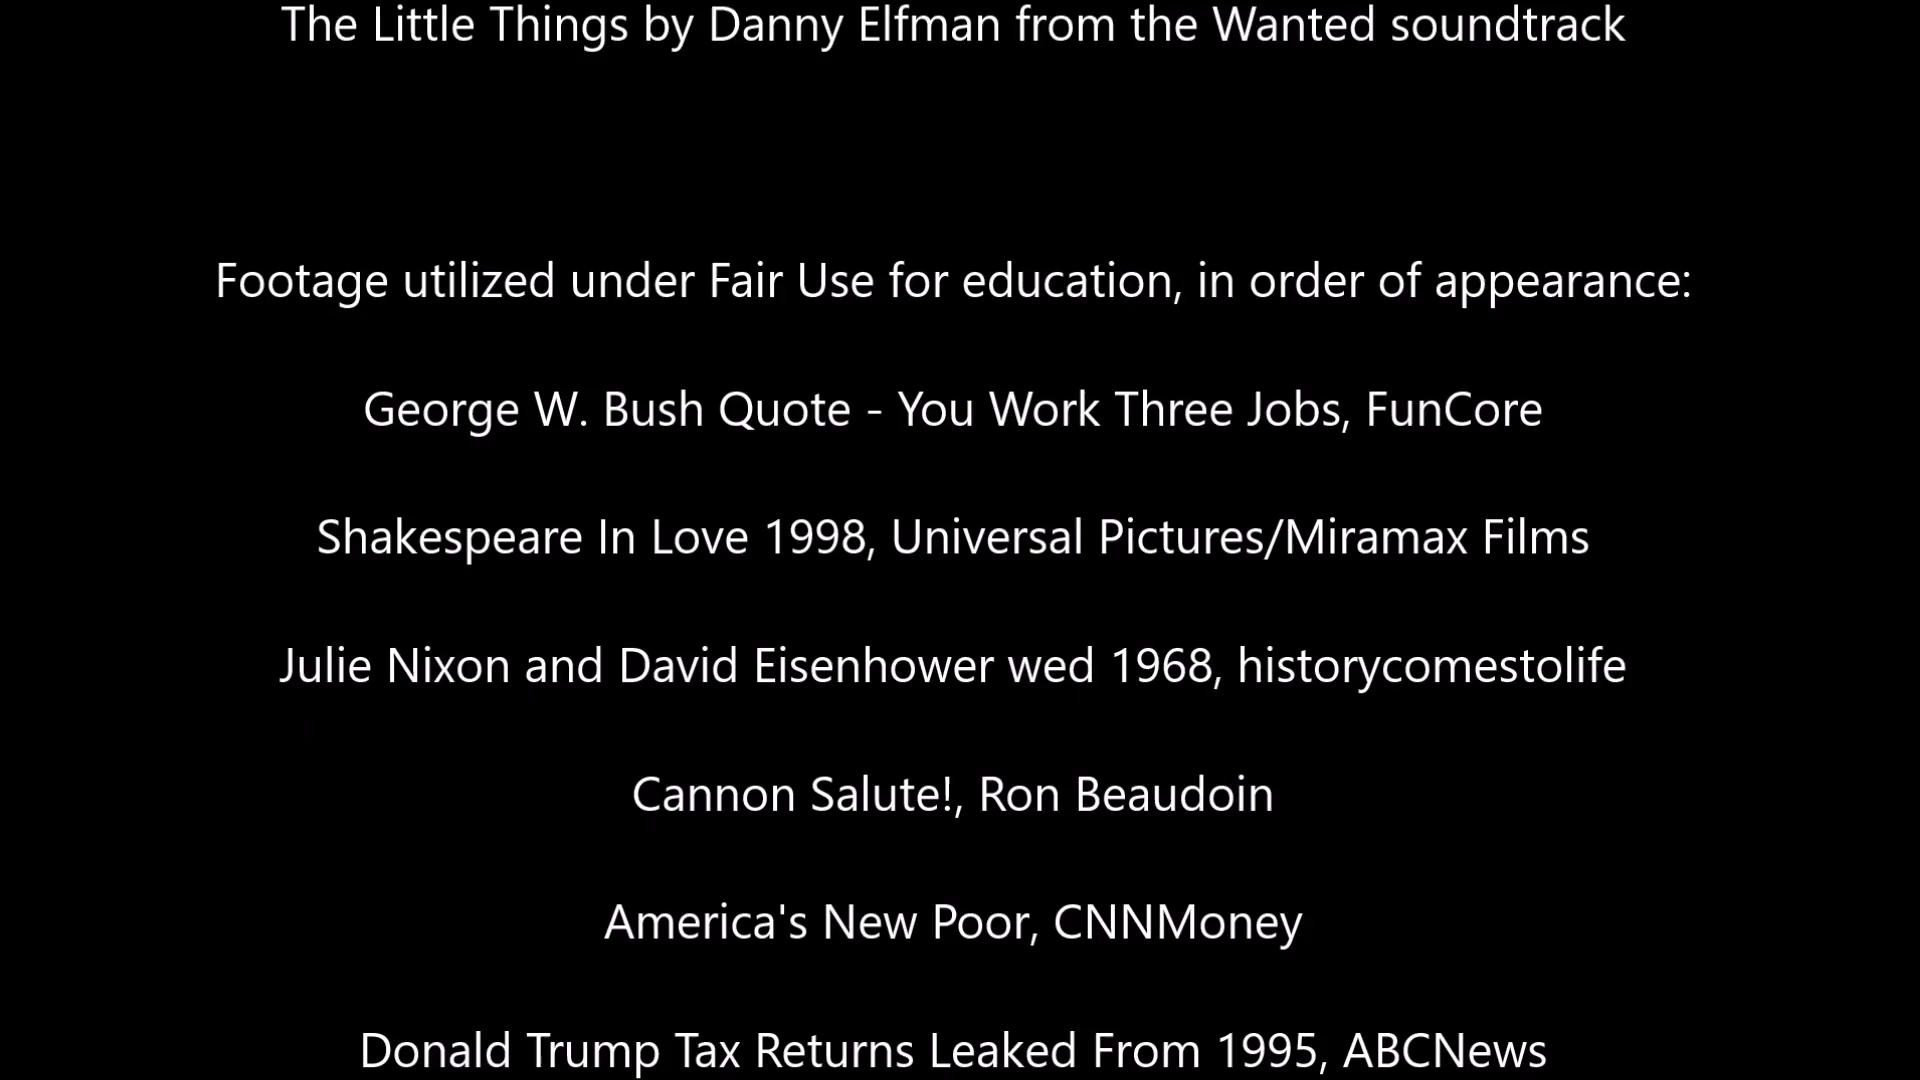 The Little Things by Danny Elfman from the Wanted soundtrack
Footage utilized under Fair Use for education, in order of appearance:
George W. Bush Quote - You Work Three Jobs, FunCore
Shakespeare In Love 1998, Universal Pictures/Miramax Films
Julie Nixon and David Eisenhower wed 1968, historycomestolife
Cannon Salute!, Ron Beaudoin
America's New Poor, CNNMoney
Donald Trump Tax Returns Leaked From 1995, ABCNews